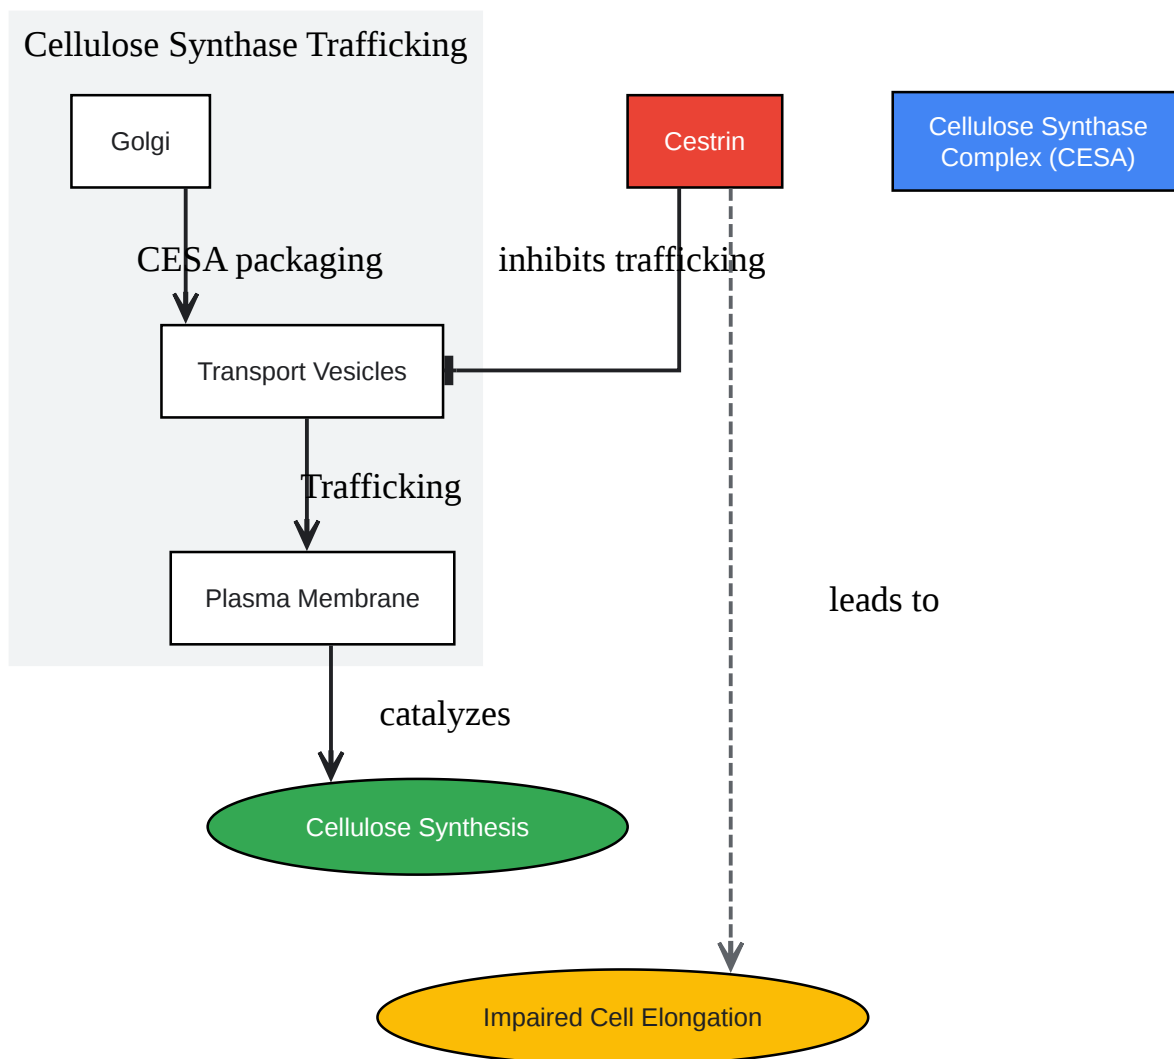 Cellulose Synthase Trafficking
Golgi
Cestrin
Cellulose Synthase
Complex (CESA)
CESA packaging
inhibits trafficking
Transport Vesicles
Trafficking
Plasma Membrane
leads to
catalyzes
Cellulose Synthesis
Impaired Cell Elongation